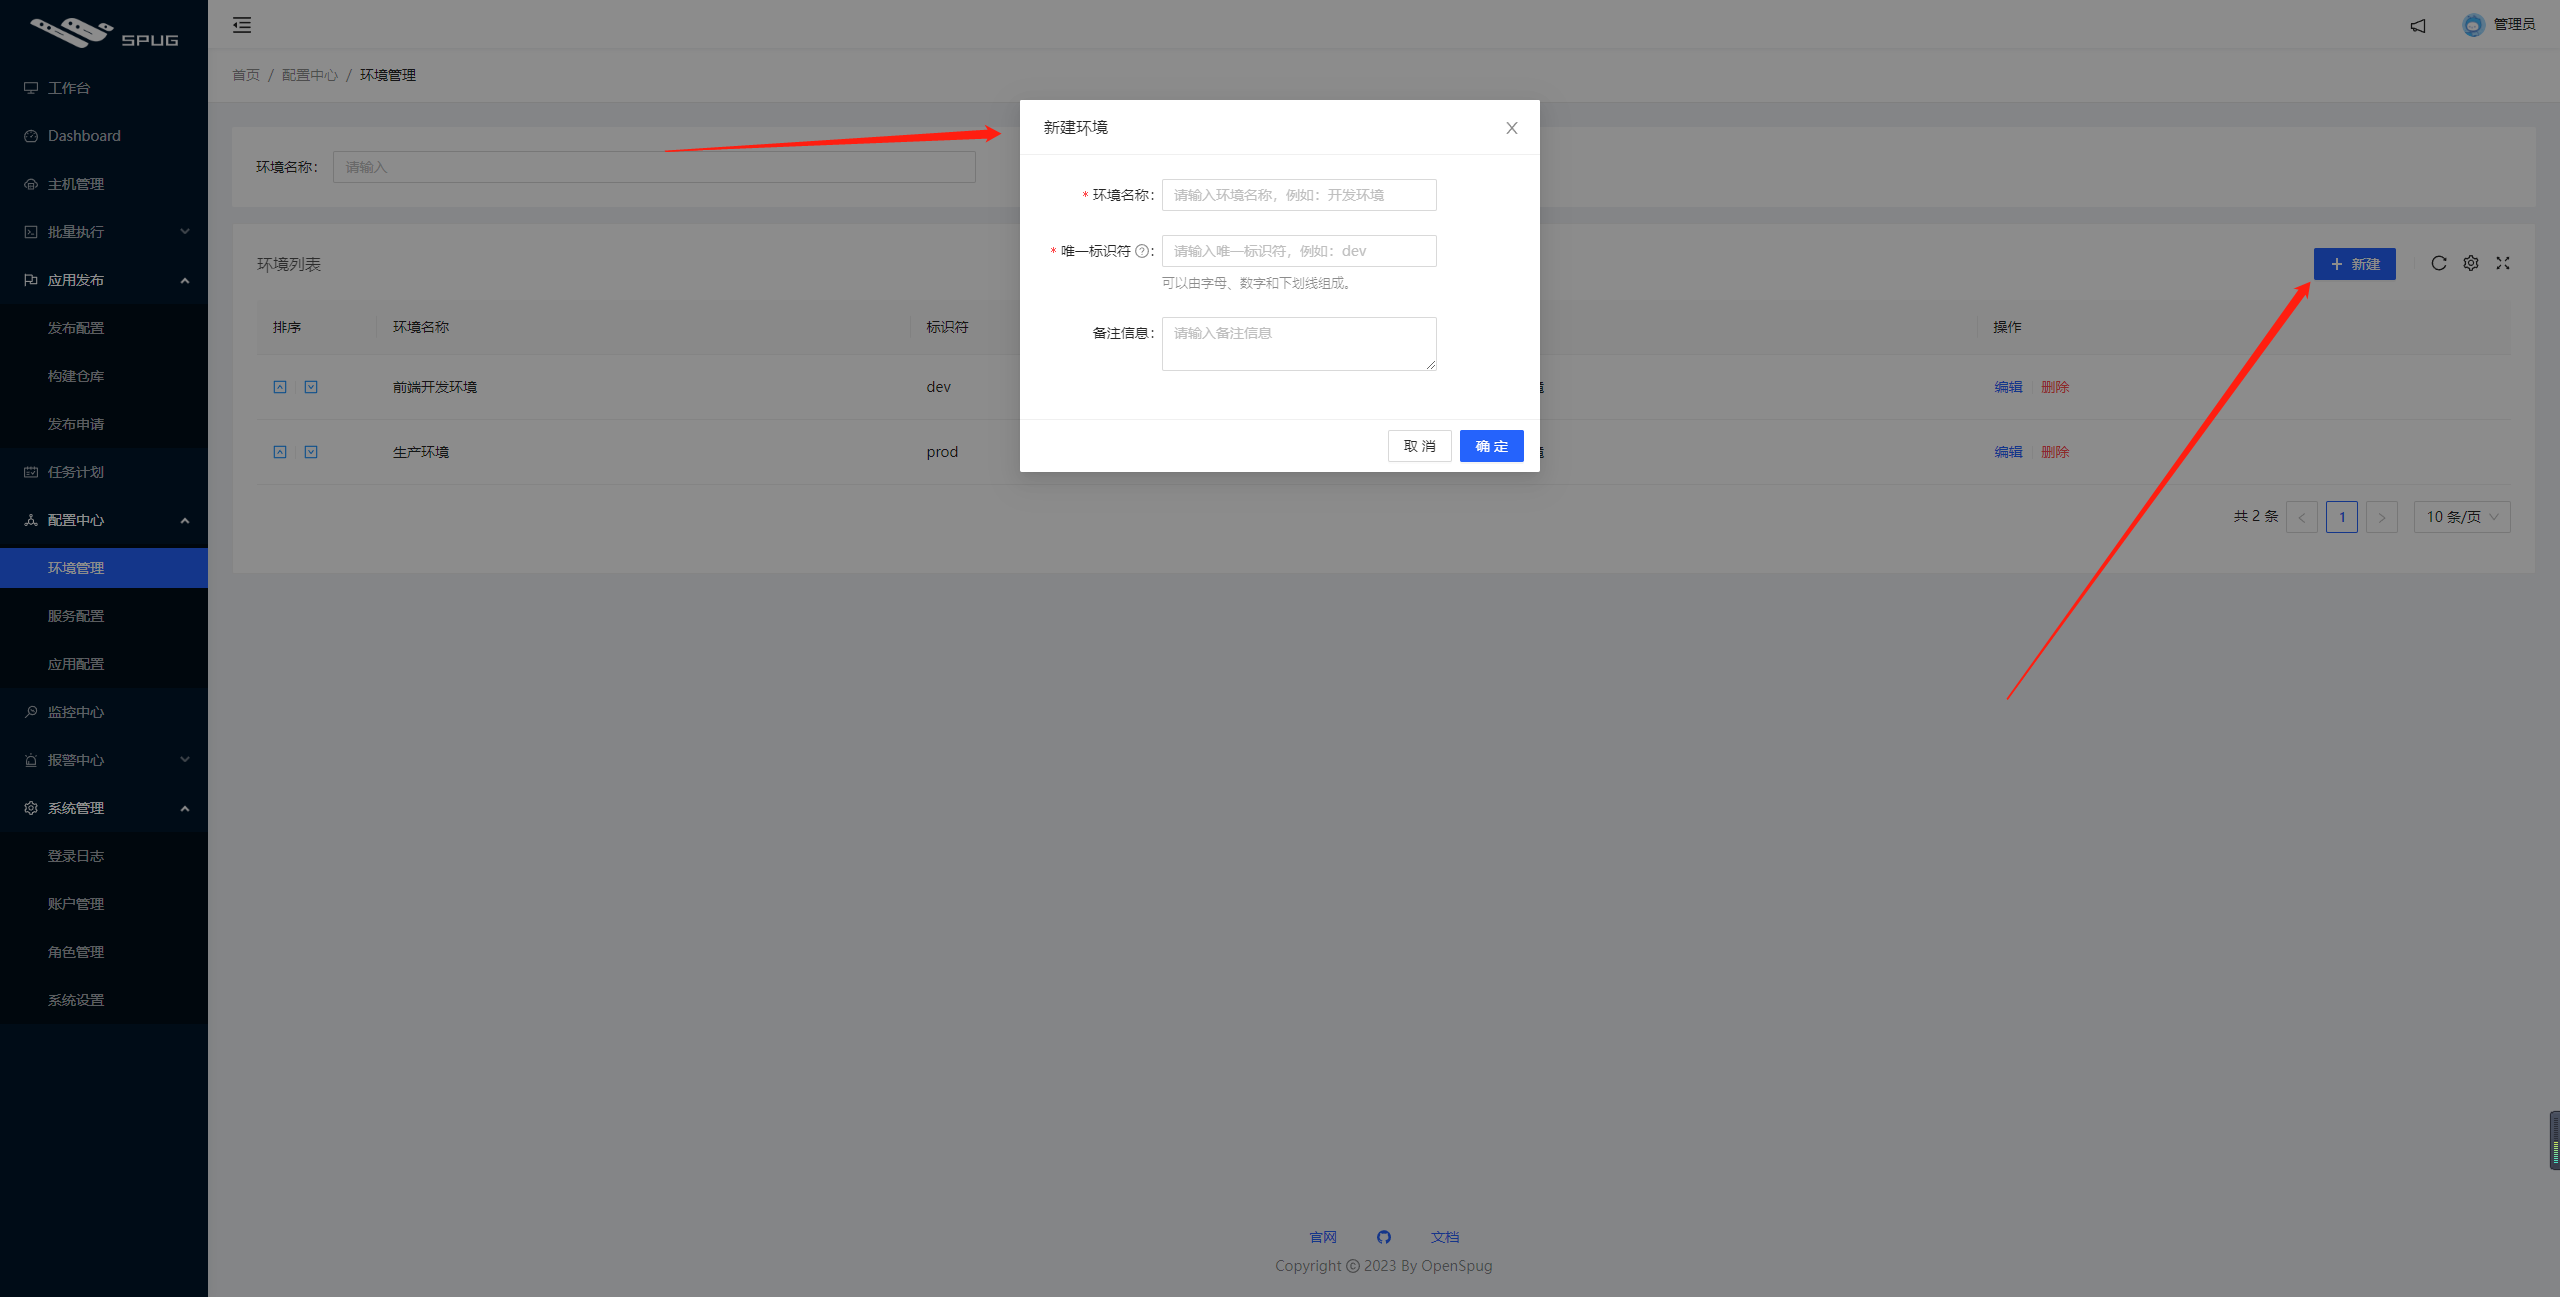 SPUG
工作台
Dashboard
主机管理
批量执行
应用发布
发布配置
构建仓库
发布申请
任务计划
配置中心
环境管理
服务配置
应用配置
监控中心
报警中心
系统管理
登录日志
账户管理
角色管理
系统设置
管理员
首页 / 配置中心 / 环境管理
环境名称： 请输入
环境列表
新建
排序 环境名称 标识符 操作
前端开发环境 dev 编辑 删除
生产环境 prod 编辑 删除
共 2 条 < 1 > 10 条/页
新建环境
* 环境名称： 请输入环境名称，例如：开发环境
* 唯一标识符 ? ： 请输入唯一标识符，例如：dev
可以由字母、数字和下划线组成。
备注信息： 请输入备注信息
取 消 确 定
官网 文档
Copyright © 2023 By OpenSpug